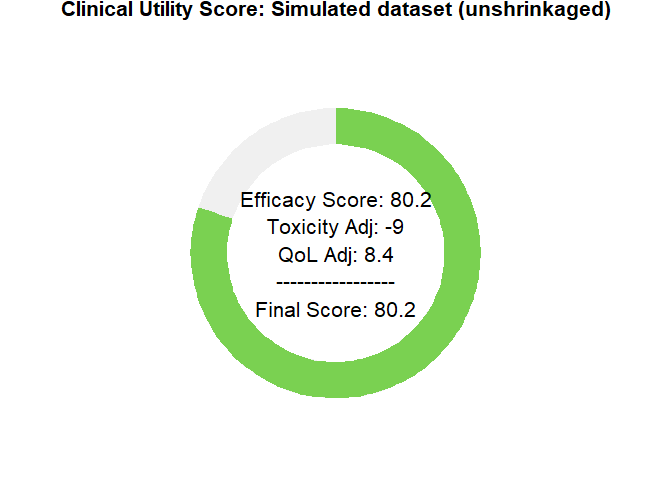 Clinical Utility Score: Simulated dataset (unshrinkaged)
Efficacy Score: 80.2
Toxicity Adj: -9
QoL Adj: 8.4
-----------------
Final Score: 80.2